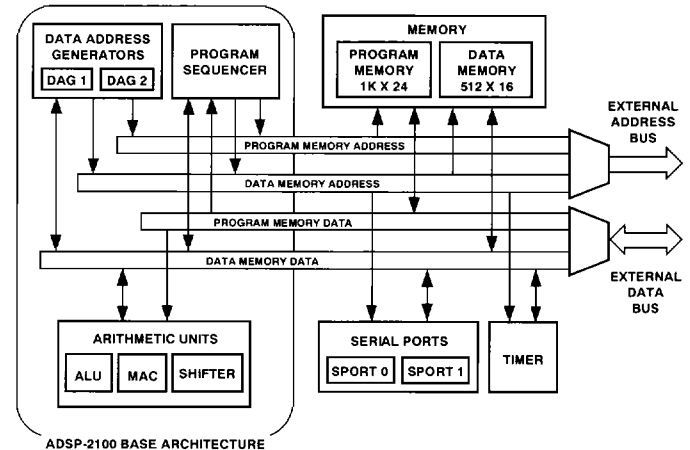 DATA ADDRESS
GENERATORS
DAG 1
DAG 2
PROGRAM
SEQUENCER
MEMORY
PROGRAM
MEMORY
1K X 24
DATA
MEMORY
512 X 16
EXTERNAL
ADDRESS
BUS
PROGRAM MEMORY ADDRESS
DATA MEMORY ADDRESS
PROGRAM MEMORY DATA
DATA MEMORY DATA
EXTERNAL
DATA
BUS
ARITHMETIC UNITS
ALU
MAC
SHIFTER
SERIAL PORTS
SPORT 0
SPORT 1
TIMER
ADSP-2100 BASE ARCHITECTURE